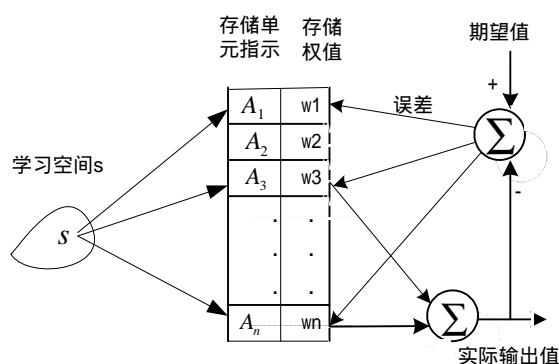 存储单
元指示
存储
权值
期望值
+
误差
A₁ w1
A₂ w2
A₃ w3
Σ
学习空间s
-
s
. .
. .
. .
Aₙ wn
Σ
实际输出值